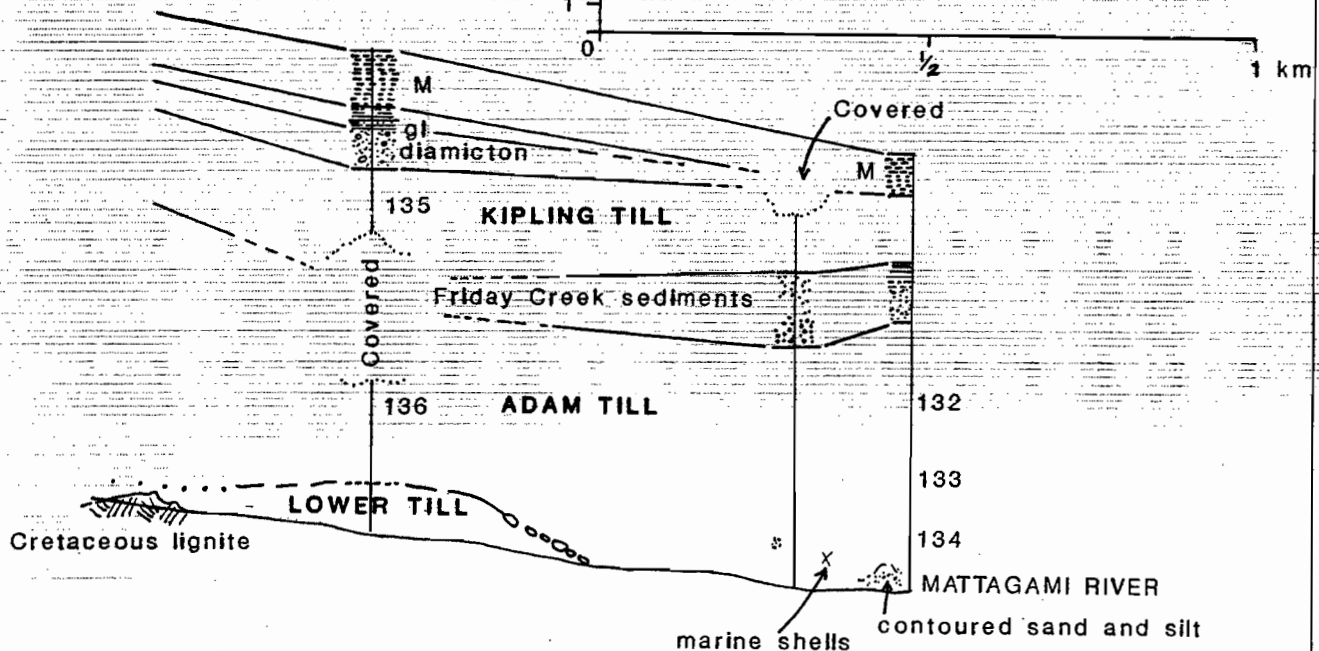 1
0
1/2
1 km
M
Covered
gl
diamicton
M
135
KIPLING TILL
Covered
Friday Creek sediments
136
ADAM TILL
132
133
LOWER TILL
134
Cretaceous lignite
x
MATTAGAMI RIVER
marine shells
contoured sand and silt